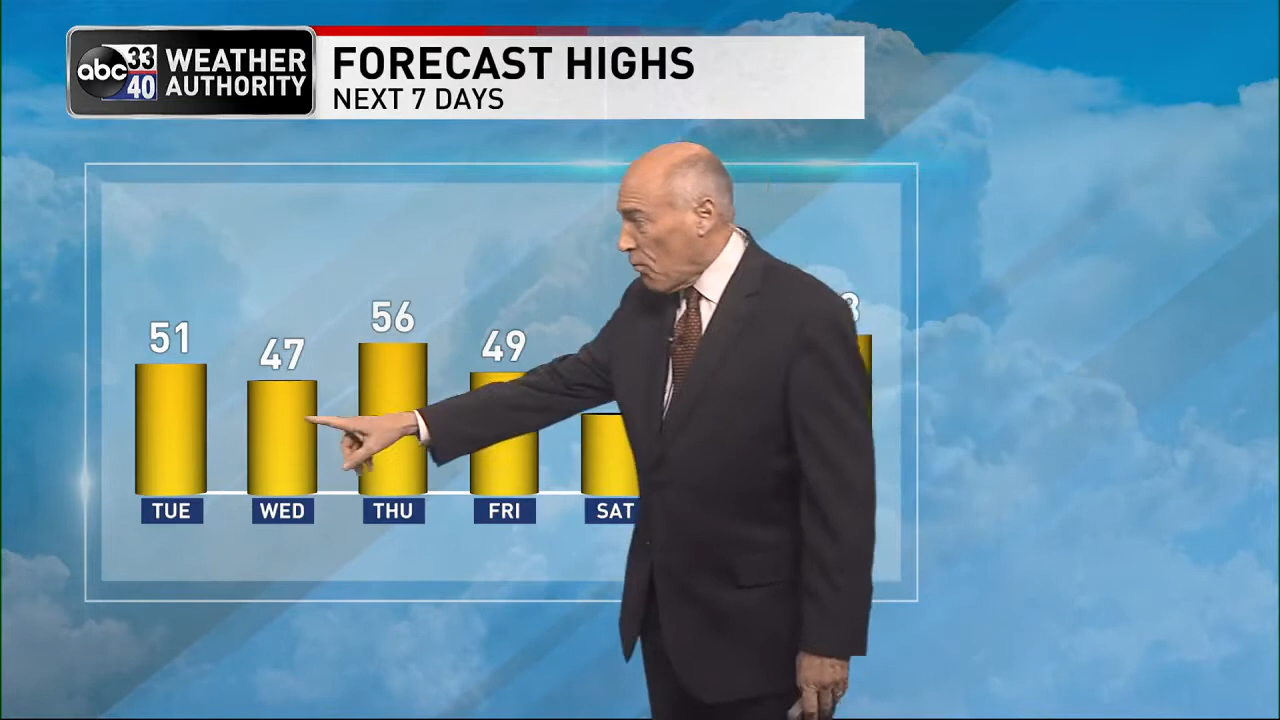 abc 33 40 WEATHER AUTHORITY
FORECAST HIGHS
NEXT 7 DAYS
51 47 56 49
TUE WED THU FRI SAT